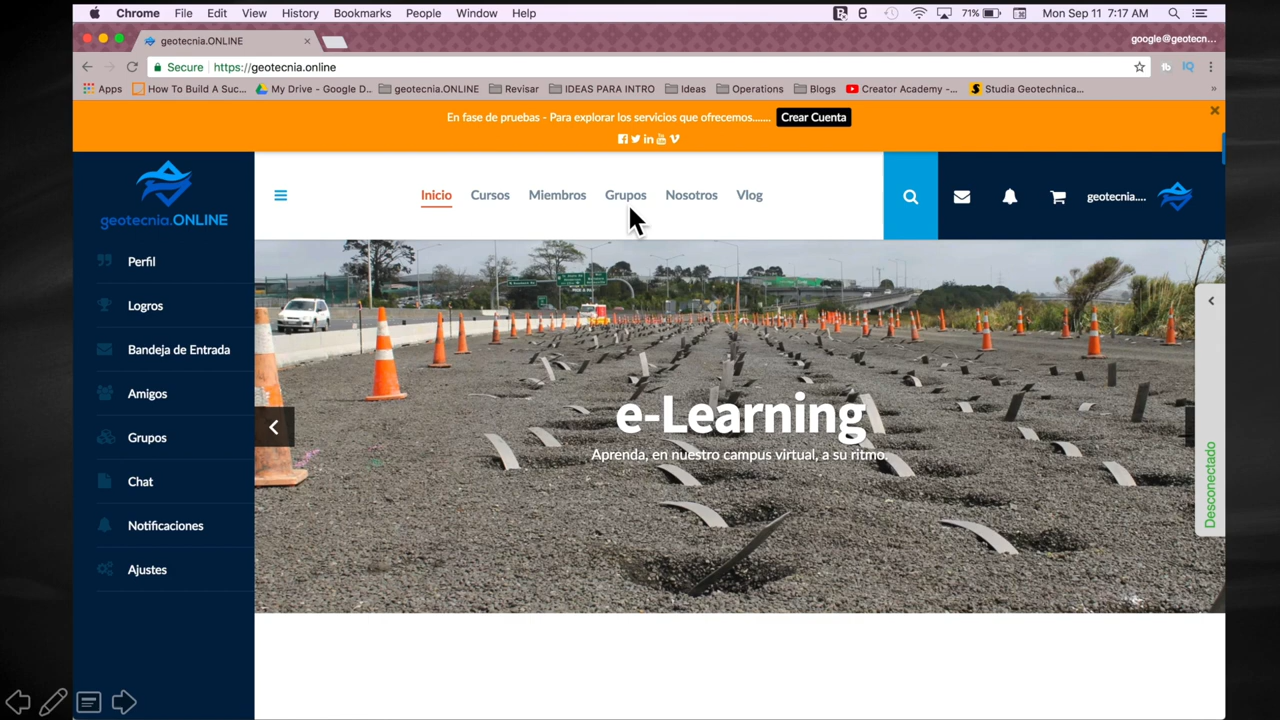 Chrome File Edit View History Bookmarks People Window Help 71% Mon Sep 11 7:17 AM
geotecnia.ONLINE google@geotecn...
Secure https://geotecnia.online
Apps How To Build A Suc... My Drive - Google D... geotecnia.ONLINE Revisar IDEAS PARA INTRO Ideas Operations Blogs Creator Academy -... Studia Geotechnica...
En fase de pruebas - Para explorar los servicios que ofrecemos....... Crear Cuenta
geotecnia.ONLINE
Inicio Cursos Miembros Grupos Nosotros Vlog geotecnia....
Perfil
Logros
Bandeja de Entrada
Amigos
Grupos
Chat
Notificaciones
Ajustes
e-Learning
Aprenda, en nuestro campus virtual, a su ritmo.
Desconectado